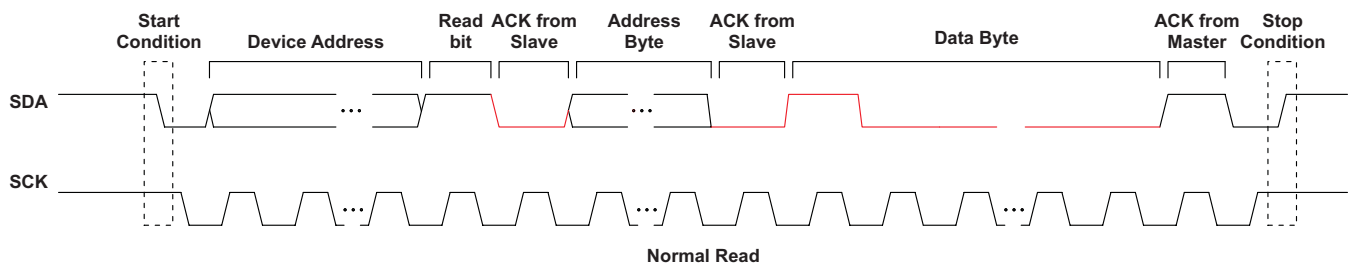 Start
Condition
Device Address
Read
bit
ACK from
Slave
Address
Byte
ACK from
Slave
Data Byte
ACK from
Master
Stop
Condition
SDA
...
...
SCK
...
...
...
Normal Read